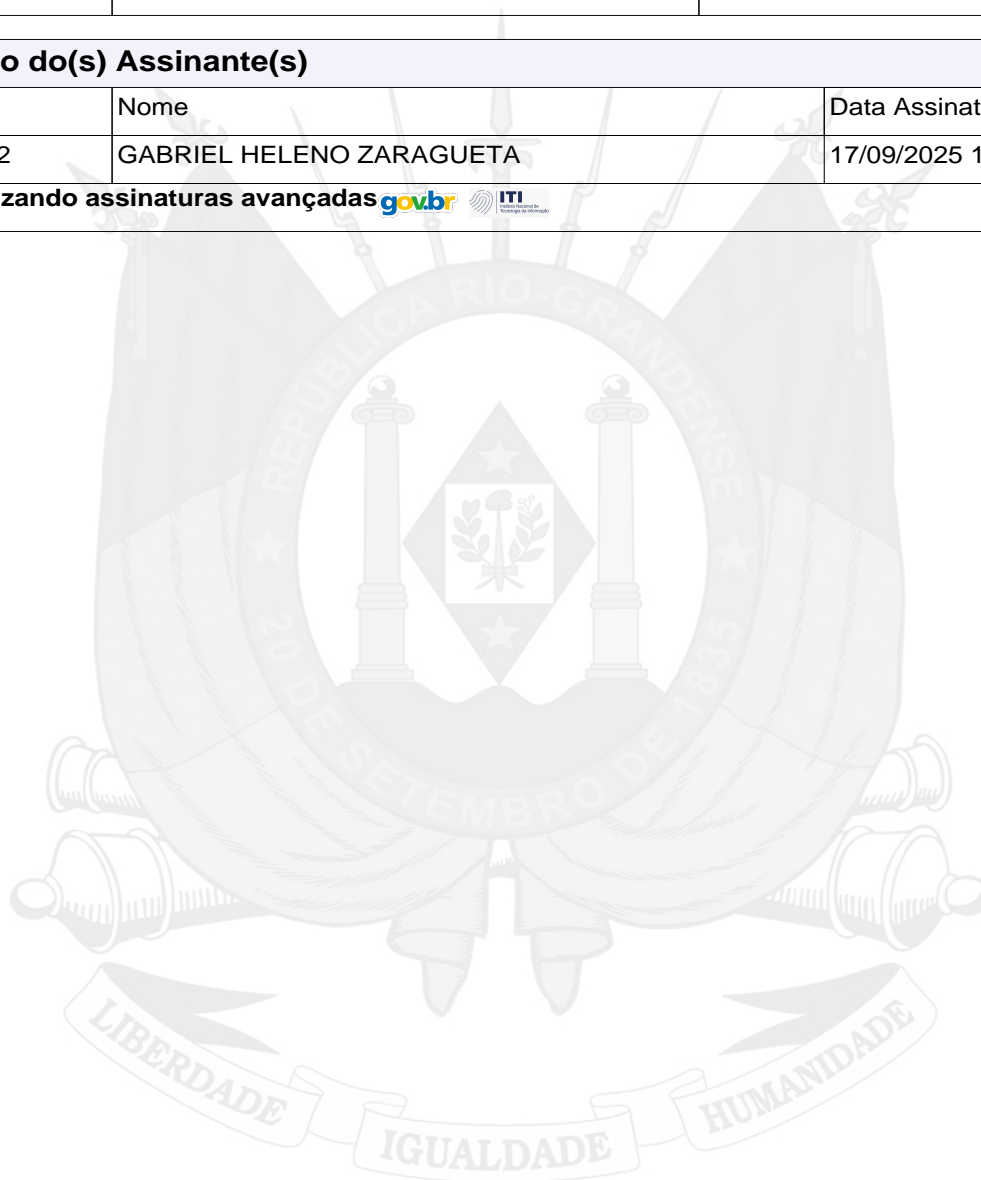 o do(s) Assinante(s)
Nome Data Assinat
2 GABRIEL HELENO ZARAGUETA 17/09/2025 1
zando assinaturas avançadas gov.br ITI
REPÚBLICA RIO-GRANDENSE
20 DE SETEMBRO DE 1835
LIBERDADE IGUALDADE HUMANIDADE